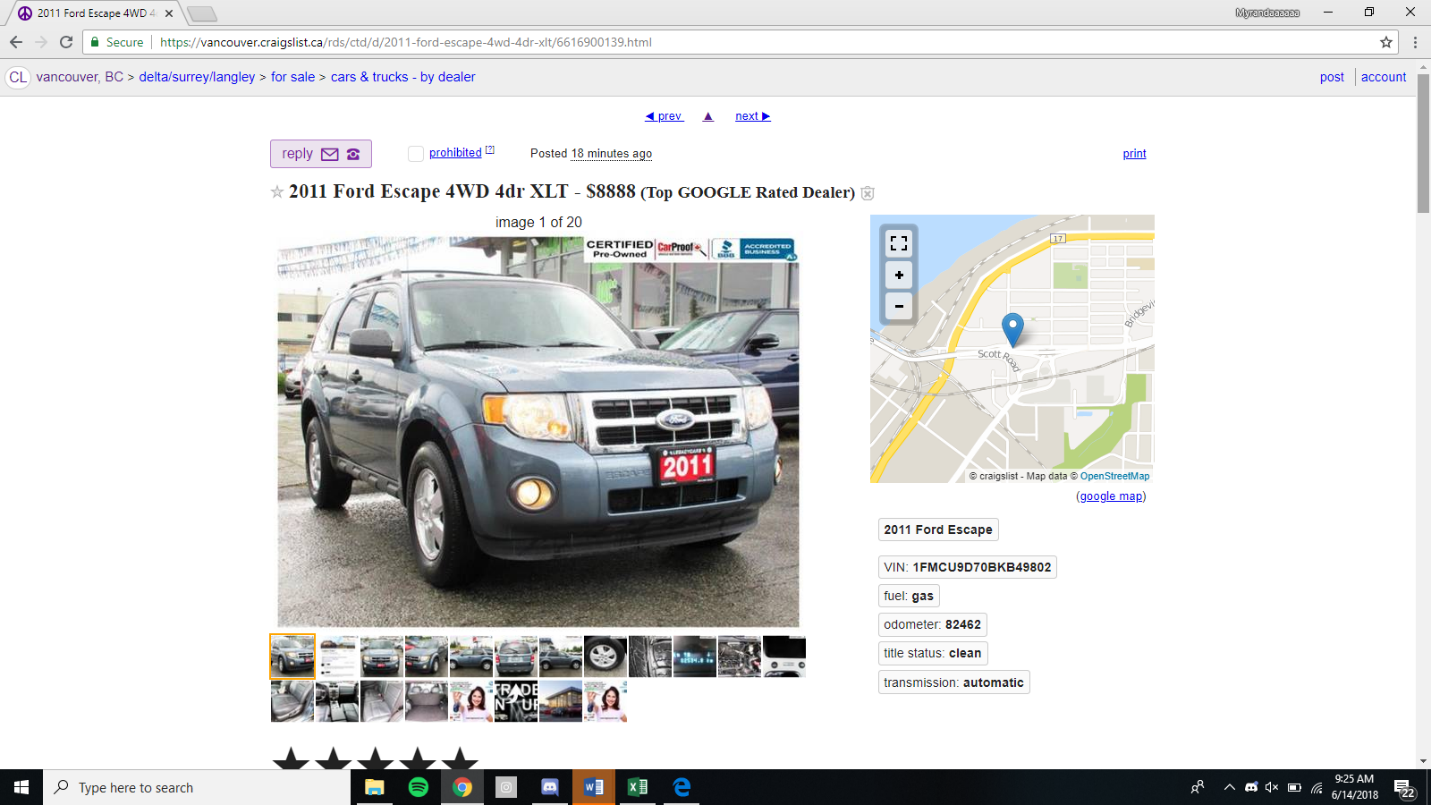 2011 Ford Escape 4WD 4
Myrandaaaaaa
Secure
https://vancouver.craigslist.ca/rds/ctd/d/2011-ford-escape-4wd-4dr-xlt/6616900139.html
CL vancouver, BC > delta/surrey/langley > for sale > cars & trucks - by dealer
post account
◀ prev ▲ next ▶
reply
prohibited [?]
Posted 18 minutes ago
print
☆ 2011 Ford Escape 4WD 4dr XLT - $8888 (Top GOOGLE Rated Dealer)
image 1 of 20
CERTIFIED
Pre-Owned
CarProof
BBB
ACCREDITED
BUSINESS
A+
Ford
2011
17
+
−
Scott Road
© craigslist - Map data © OpenStreetMap
(google map)
2011 Ford Escape
VIN: 1FMCU9D70BKB49802
fuel: gas
odometer: 82462
title status: clean
transmission: automatic
TRADE
Type here to search
9:25 AM
6/14/2018
22